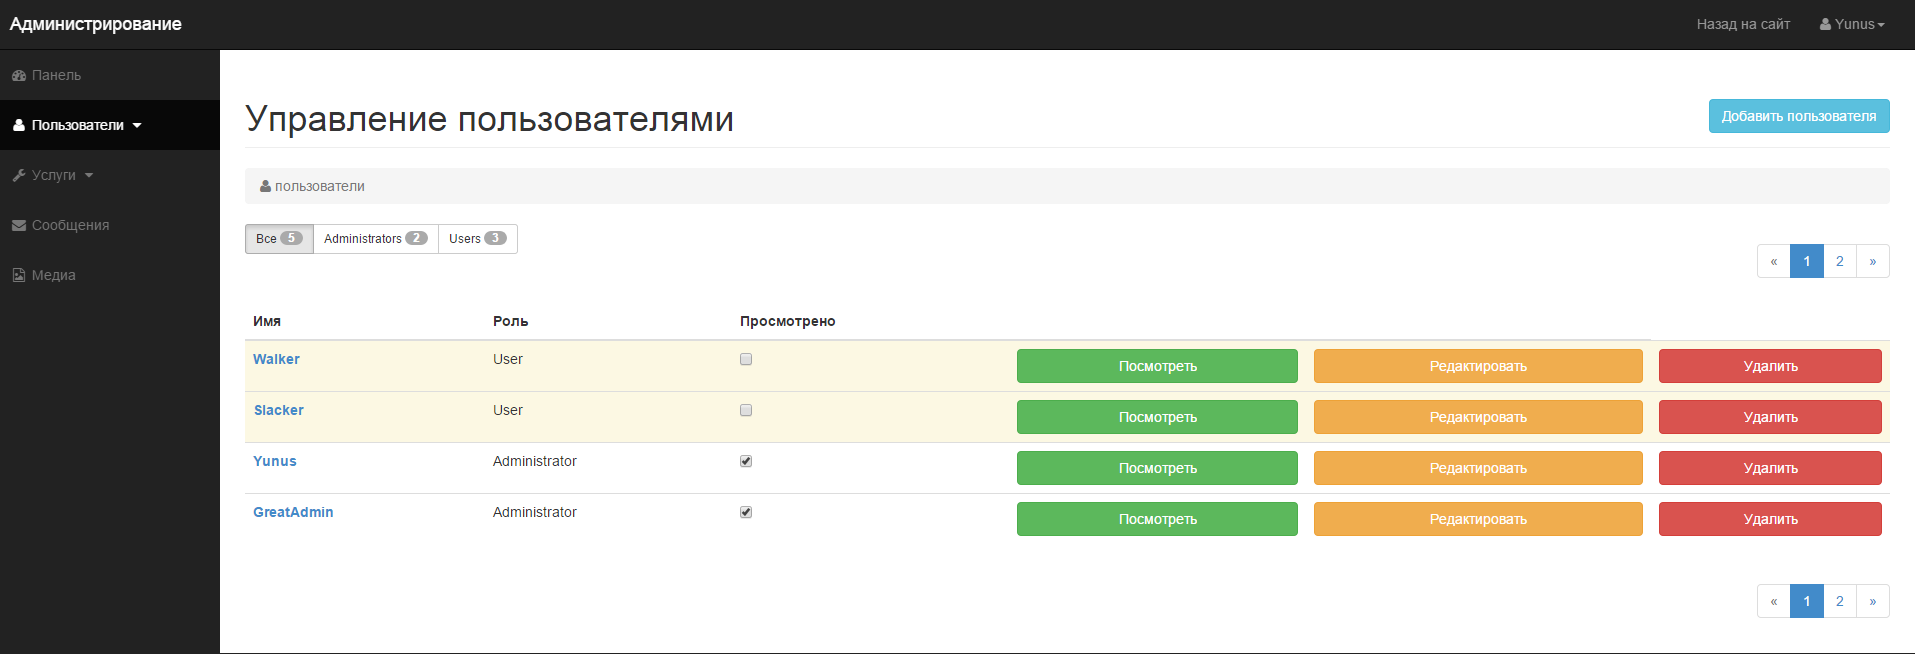 Администрирование
Назад на сайт
Yunus
Панель
Пользователи
Услуги
Сообщения
Медиа
Управление пользователями
Добавить пользователя
пользователи
Все 5 Administrators 2 Users 3
« 1 2 »
Имя Роль Просмотрено
Walker User Посмотреть Редактировать Удалить
Slacker User Посмотреть Редактировать Удалить
Yunus Administrator Посмотреть Редактировать Удалить
GreatAdmin Administrator Посмотреть Редактировать Удалить
« 1 2 »